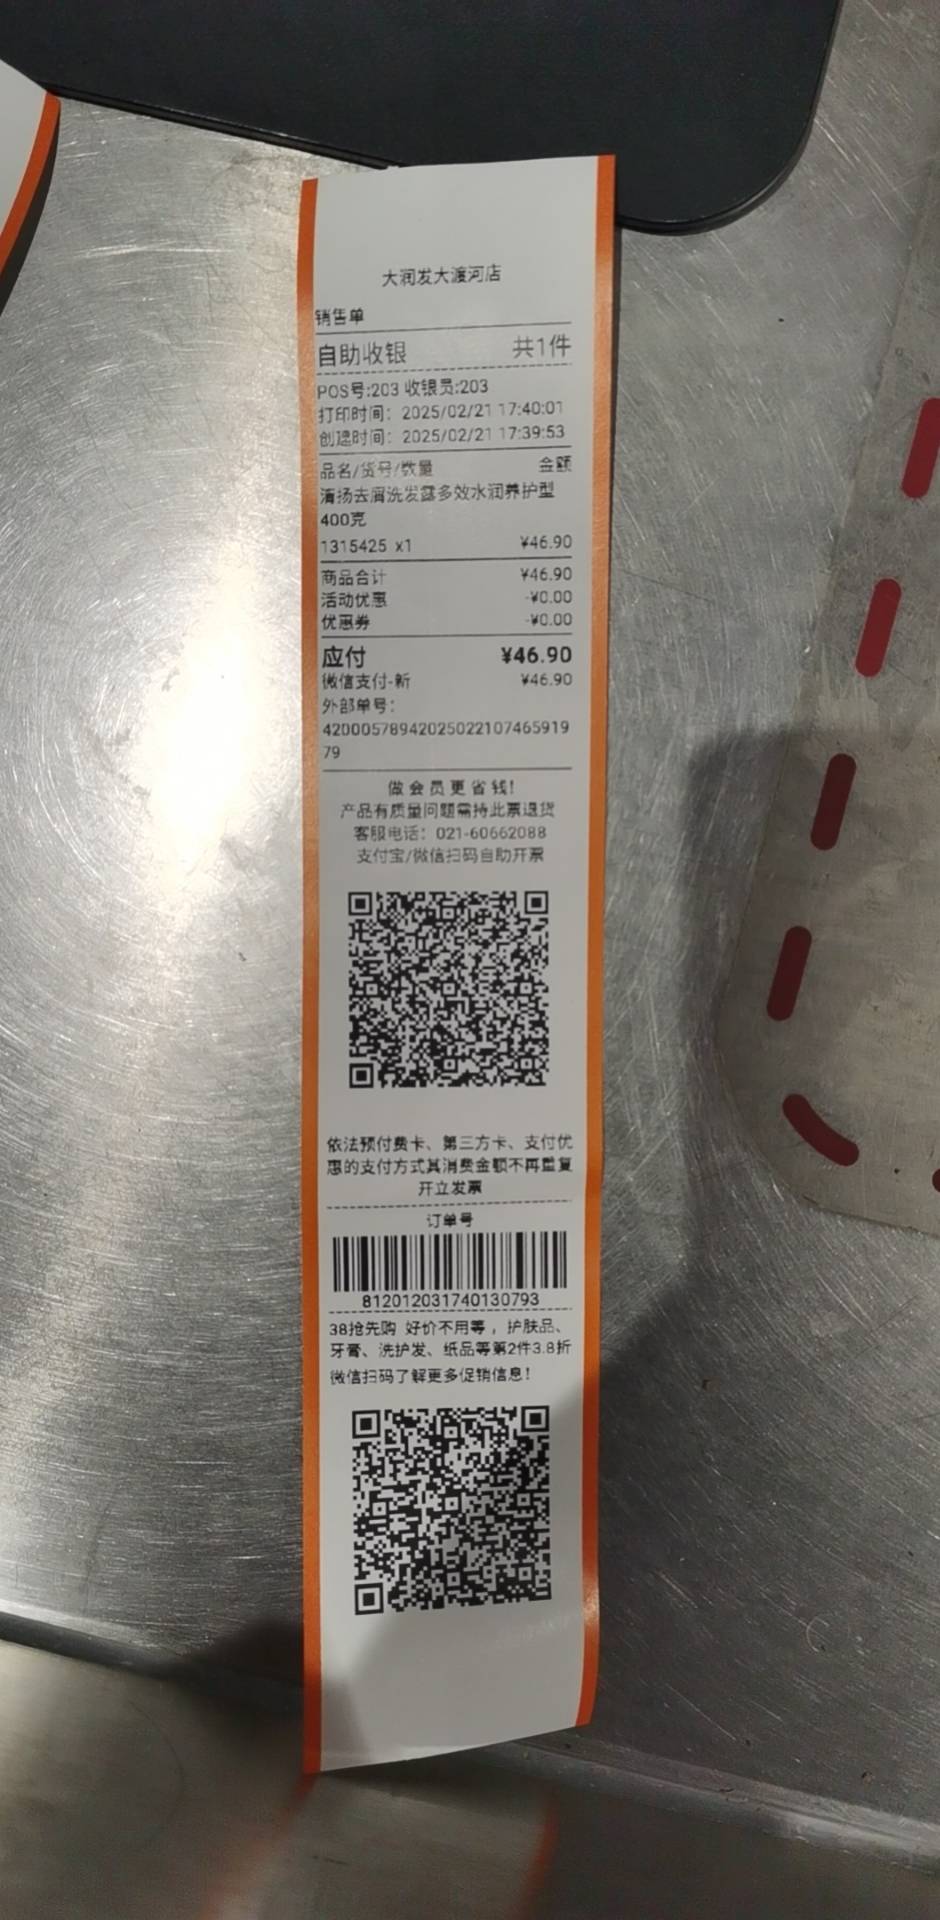 大润发大渡河店
销售单
自助收银 共1件
POS号:203 收银员:203
打印时间：2025/02/21 17:40:01
创建时间：2025/02/21 17:39:53
品名/货号/数量 金额
清扬去屑洗发露多效水润养护型
400克
1315425 x1 ¥46.90
商品合计 ¥46.90
活动优惠 -¥0.00
优惠券 -¥0.00
应付 ¥46.90
微信支付-新 ¥46.90
外部单号：
42000578942025022107465919
79
做会员更省钱!
产品有质量问题需持此票退货
客服电话：021-60662088
支付宝/微信扫码自助开票
依法预付费卡、第三方卡、支付优
惠的支付方式其消费金额不再重复
开立发票
订单号
812012031740130793
38抢先购 好价不用等，护肤品、
牙膏、洗护发、纸品等第2件3.8折
微信扫码了解更多促销信息!